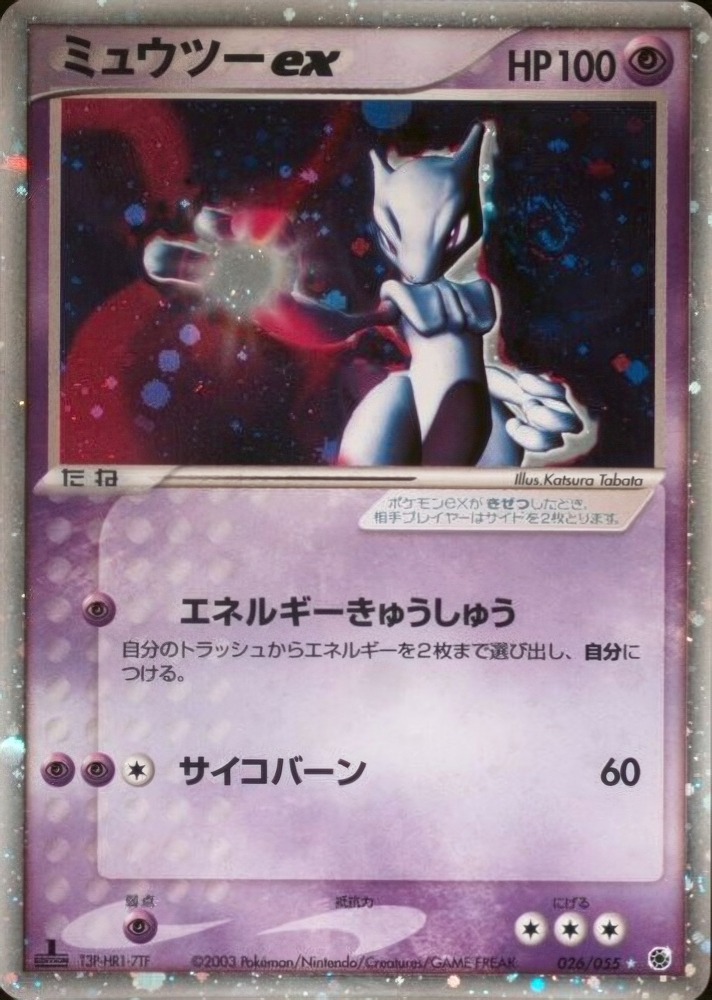 ミュウツーex HP100
たね Illus. Katsura Tabata
ポケモンexがきぜつしたとき、
相手プレイヤーはサイドを2枚とります。
エネルギーきゅうしゅう
自分のトラッシュからエネルギーを2枚まで選び出し、自分に
つける。
サイコバーン 60
弱点 抵抗力 にげる
1 EDITION T3P-HR1-7TF ©2003 Pokémon/Nintendo/Creatures/GAME FREAK 026/055 ★